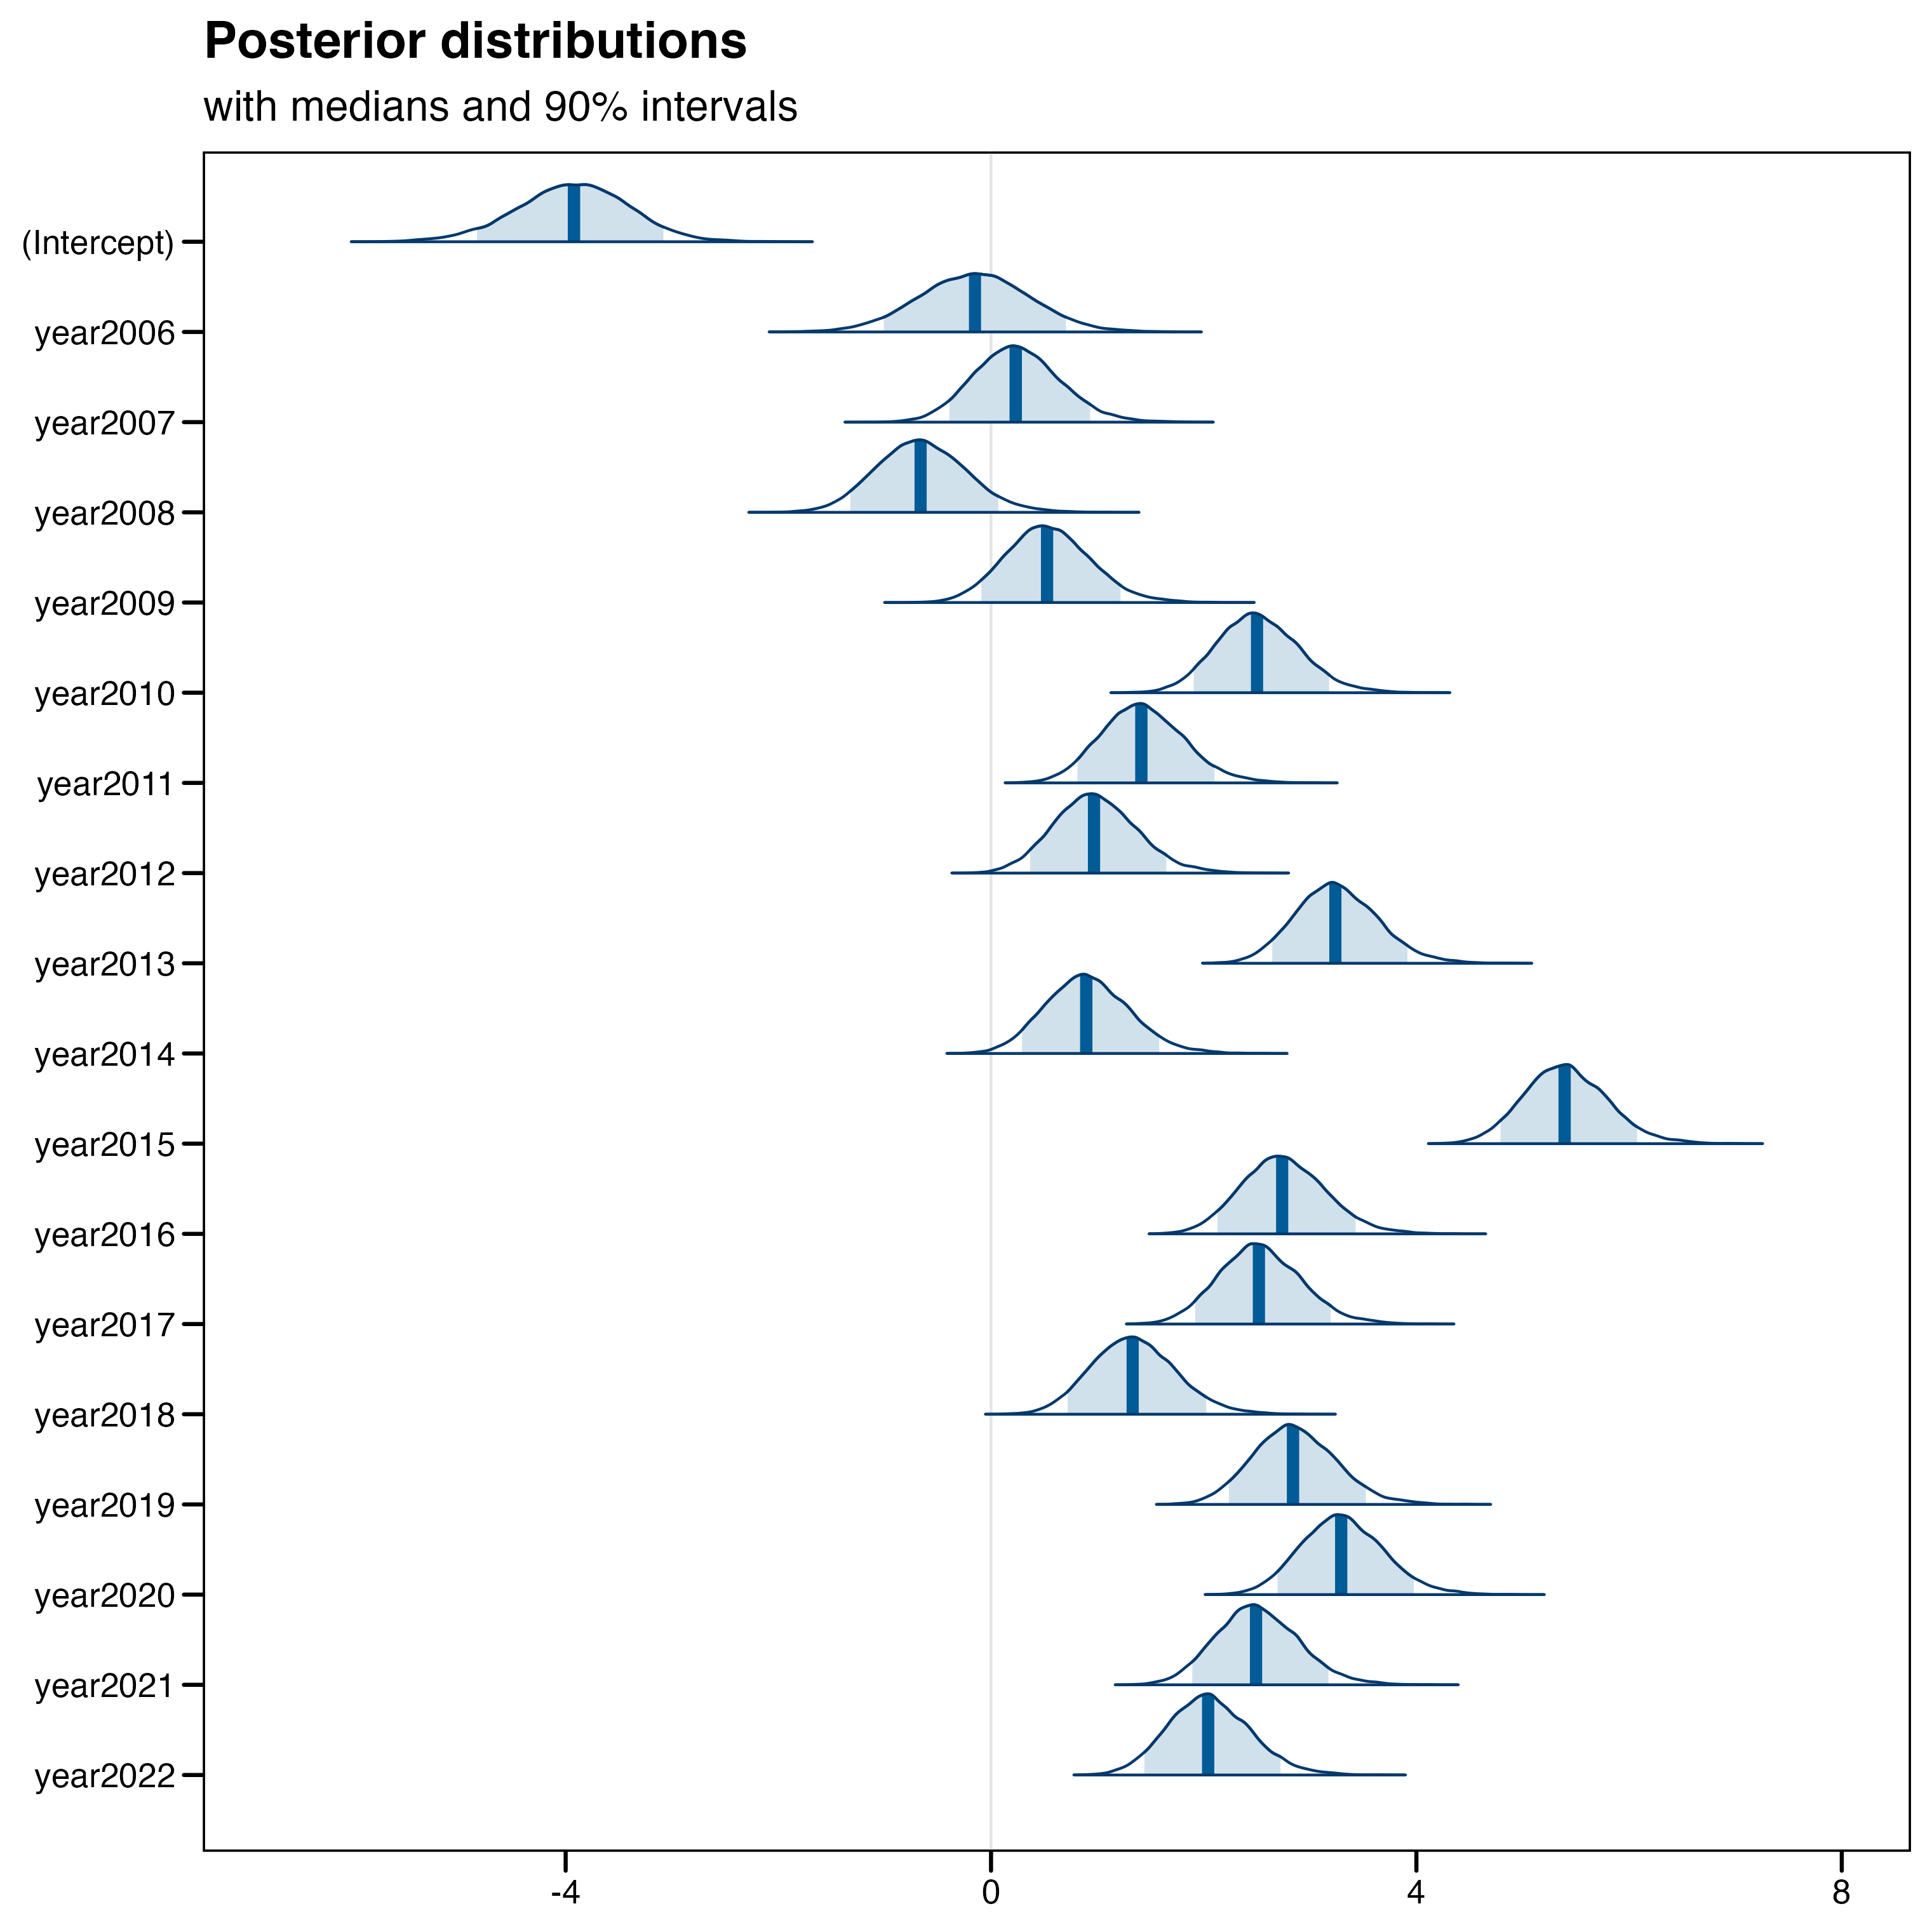 Posterior distributions
with medians and 90% intervals
(Intercept)
year2006
year2007
year2008
year2009
year2010
year2011
year2012
year2013
year2014
year2015
year2016
year2017
year2018
year2019
year2020
year2021
year2022
-4 0 4 8